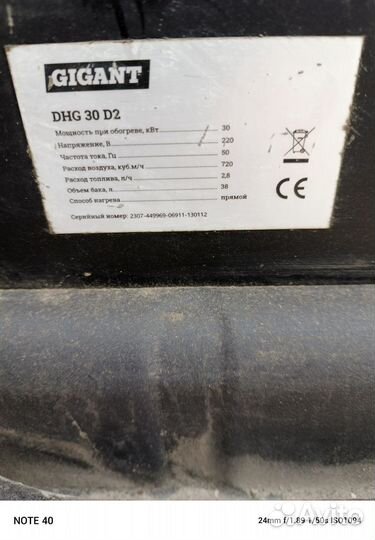 GIGANT
DHG 30 D2
Мощность при обогреве, кВт 30
Напряжение, В 220
Частота тока, Гц 50
Расход воздуха, куб.м/ч 720
Расход топлива, л/ч 2,8
Объем бака, л 38
Способ нагрева прямой
Серийный номер: 2307-449969-06911-130112
CE
NOTE 40
24mm f/1.89 1/50s ISO1094
Avito